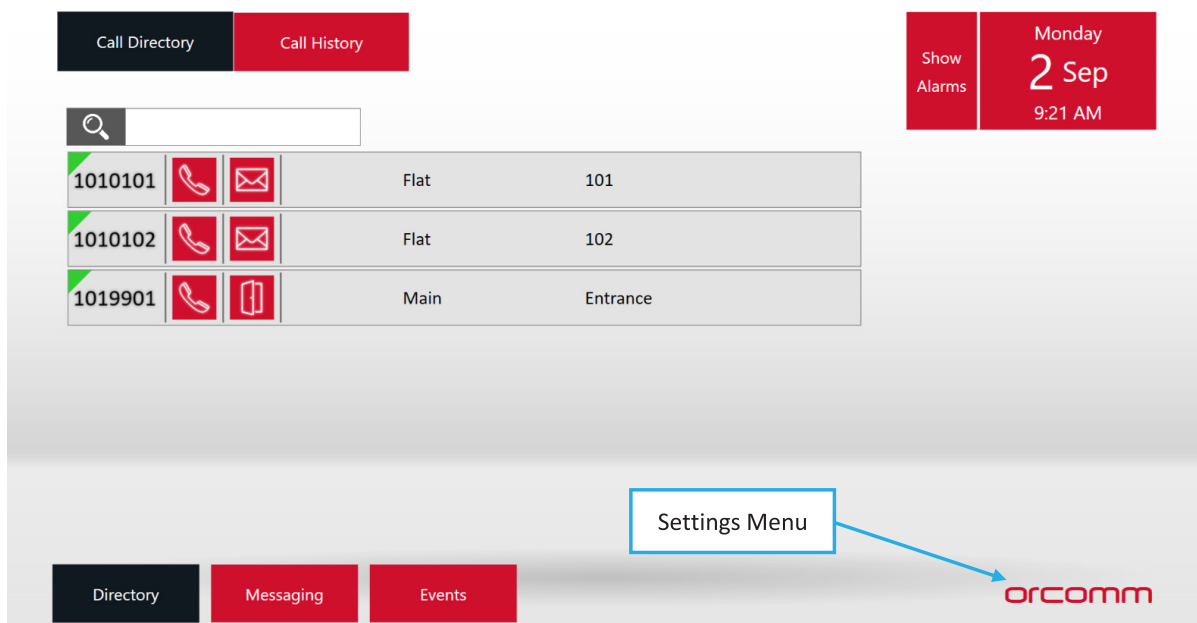 Call Directory
Call History
Show
Alarms
Monday
2 Sep
9:21 AM
1010101 Flat 101
1010102 Flat 102
1019901 Main Entrance
Settings Menu
Directory
Messaging
Events
orcomm